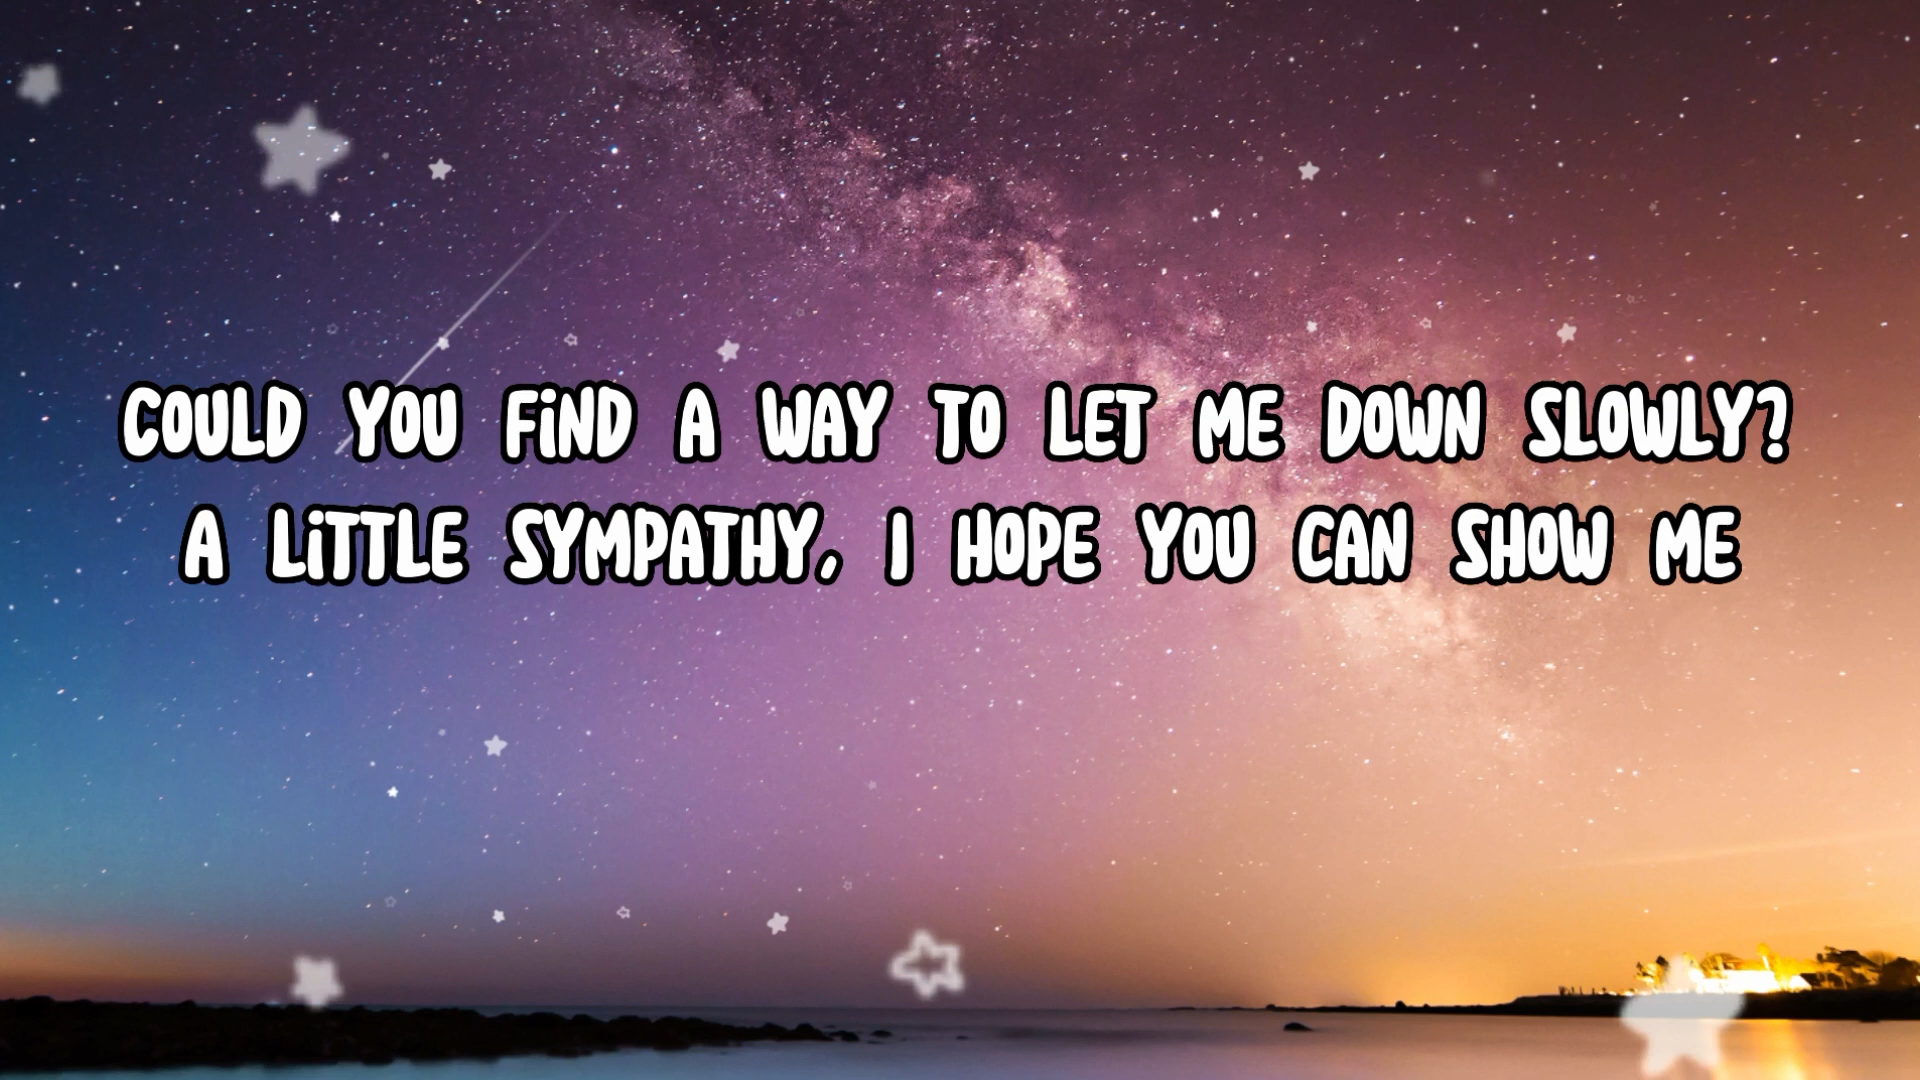 COULD YOU FiND A WAY TO LET ME DOWN SLOWLY?
A LiTTLE SYMPATHY, I HOPE YOU CAN SHOW ME